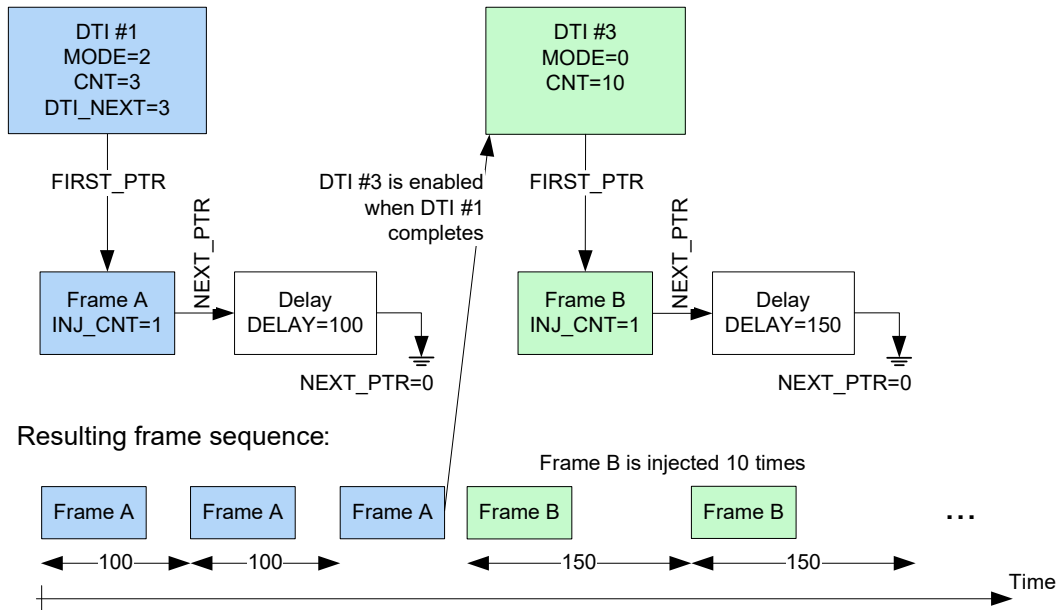 DTI #1
MODE=2
CNT=3
DTI_NEXT=3
DTI #3
MODE=0
CNT=10
FIRST_PTR
NEXT_PTR
DTI #3 is enabled
when DTI #1
completes
FIRST_PTR
NEXT_PTR
Frame A
INJ_CNT=1
Delay
DELAY=100
NEXT_PTR=0
Frame B
INJ_CNT=1
Delay
DELAY=150
NEXT_PTR=0
Resulting frame sequence:
Frame B is injected 10 times
Frame A
Frame A
Frame A
Frame B
Frame B
...
100
100
150
150
Time